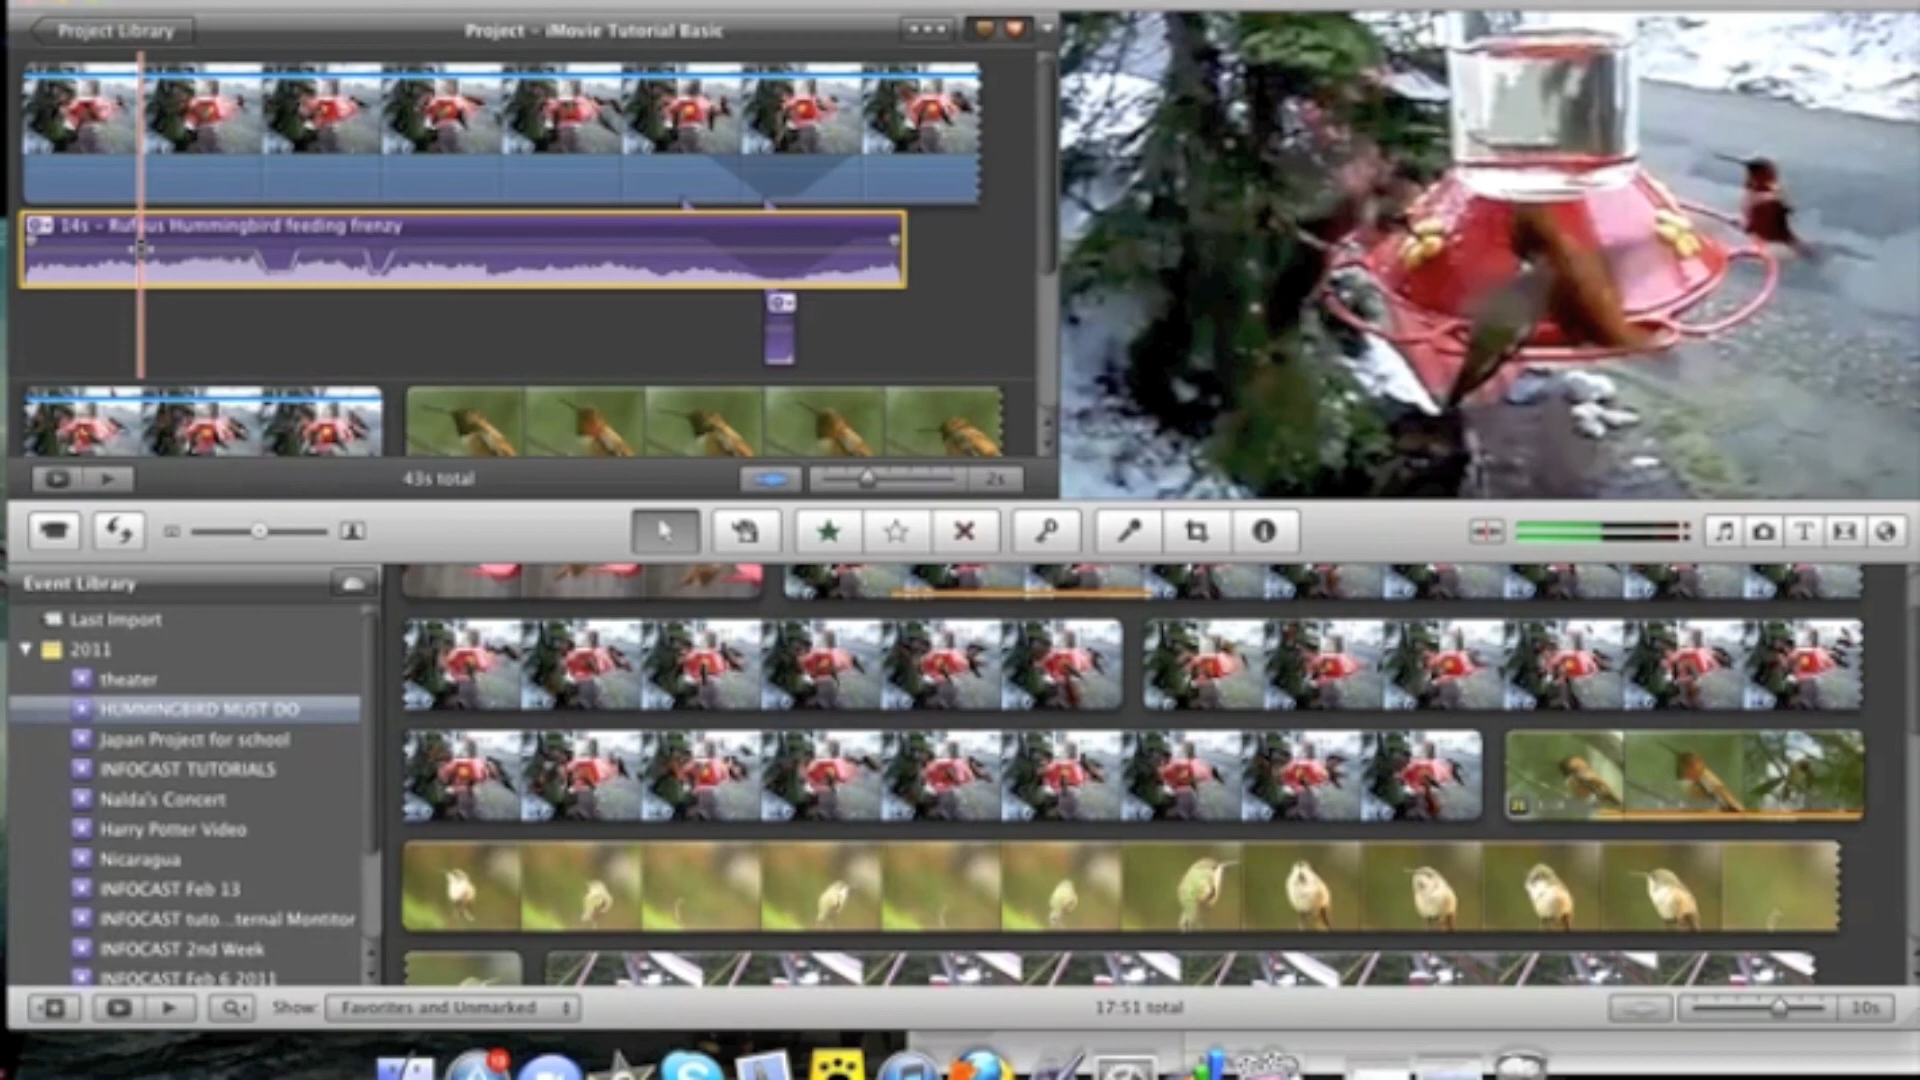 Project Library
Project - iMovie Tutorial Basic
14s - Rufous Hummingbird feeding frenzy
43s total
2s
Event Library
Last Import
2011
theater
HUMMINGBIRD MUST DO
Japan Project for school
INFOCAST TUTORIALS
Nalda's Concert
Harry Potter Video
Nicaragua
INFOCAST Feb 13
INFOCAST tuto...ternal Montitor
INFOCAST 2nd Week
INFOCAST Feb 6 2011
Show: Favorites and Unmarked
17:51 total
10s